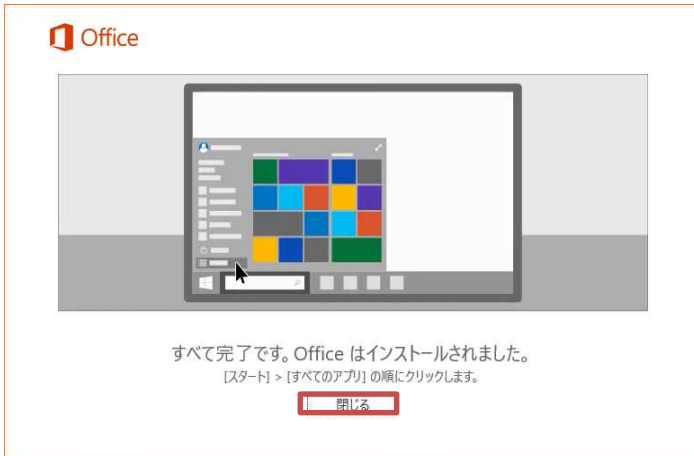 Office
すべて完了です。Office はインストールされました。
[スタート] > [すべてのアプリ] の順にクリックします。
閉じる